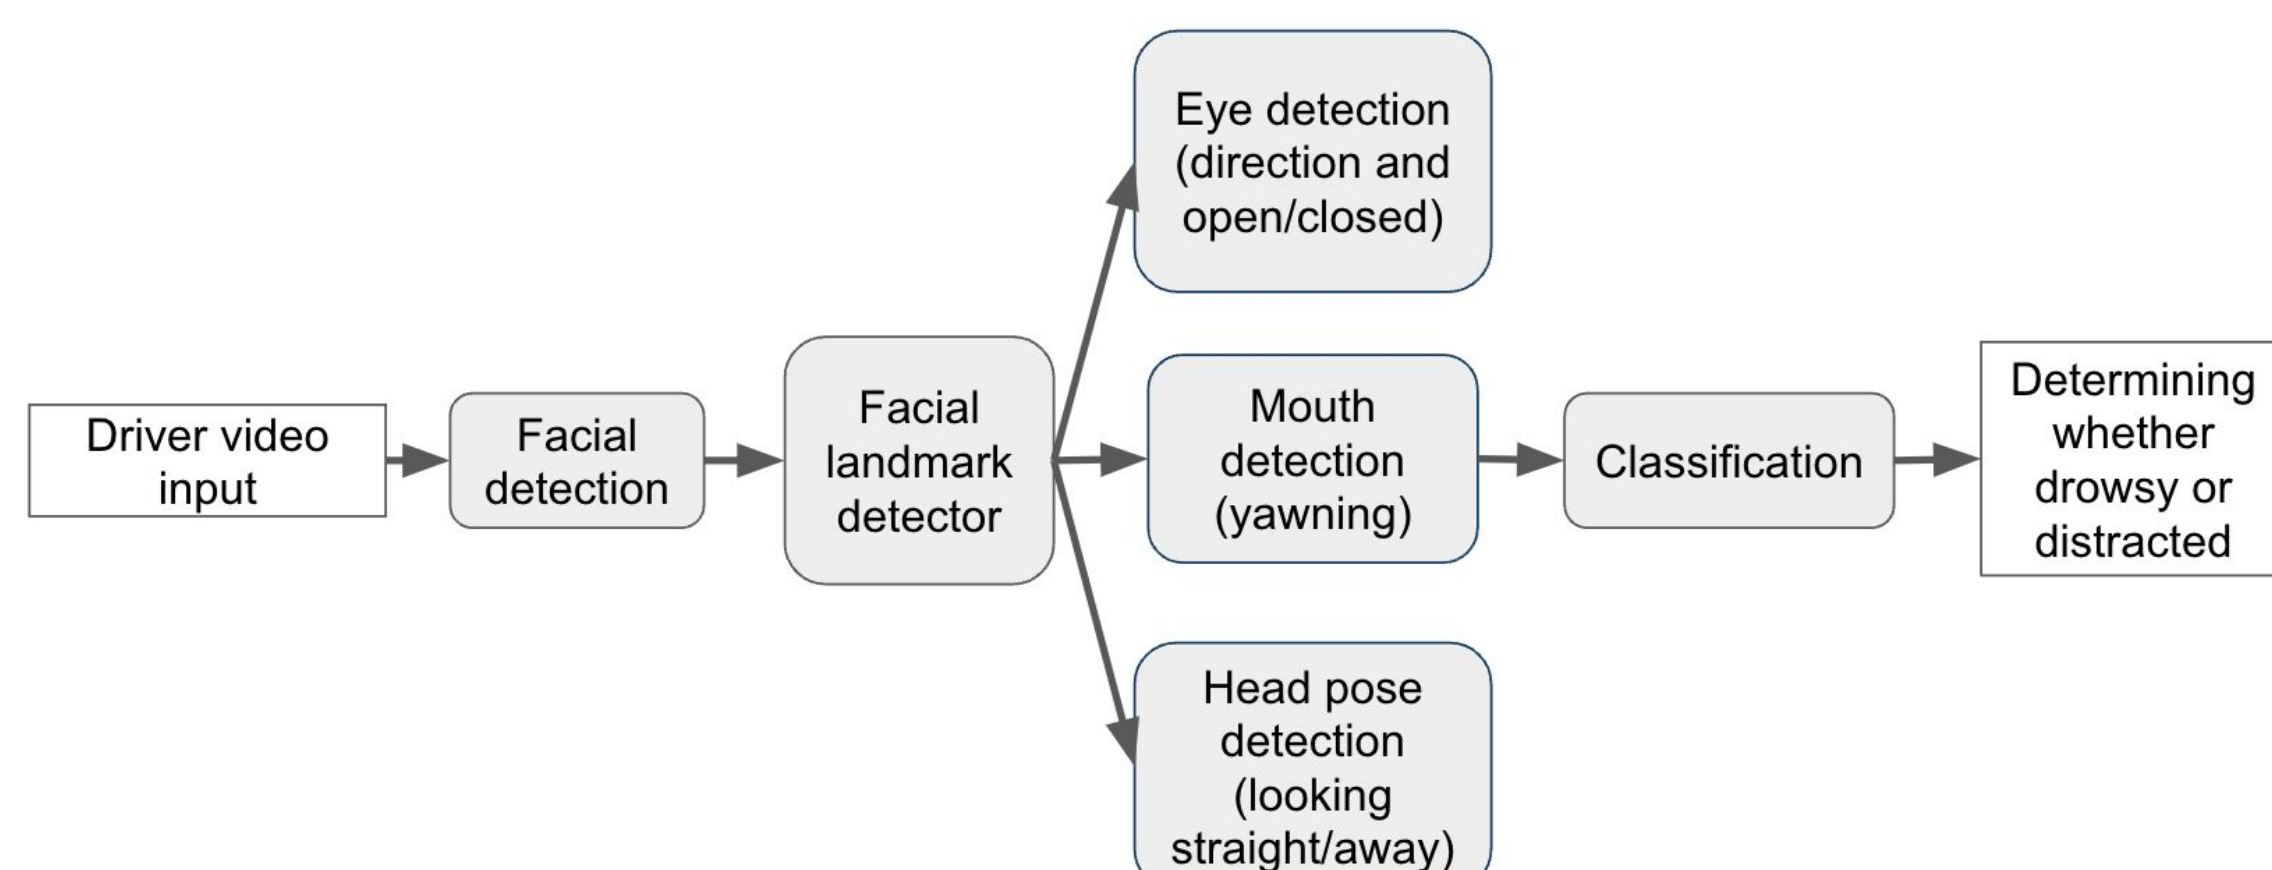 Driver video
input
Facial
detection
Facial
landmark
detector
Eye detection
(direction and
open/closed)
Mouth
detection
(yawning)
Head pose
detection
(looking
straight/away)
Classification
Determining
whether
drowsy or
distracted